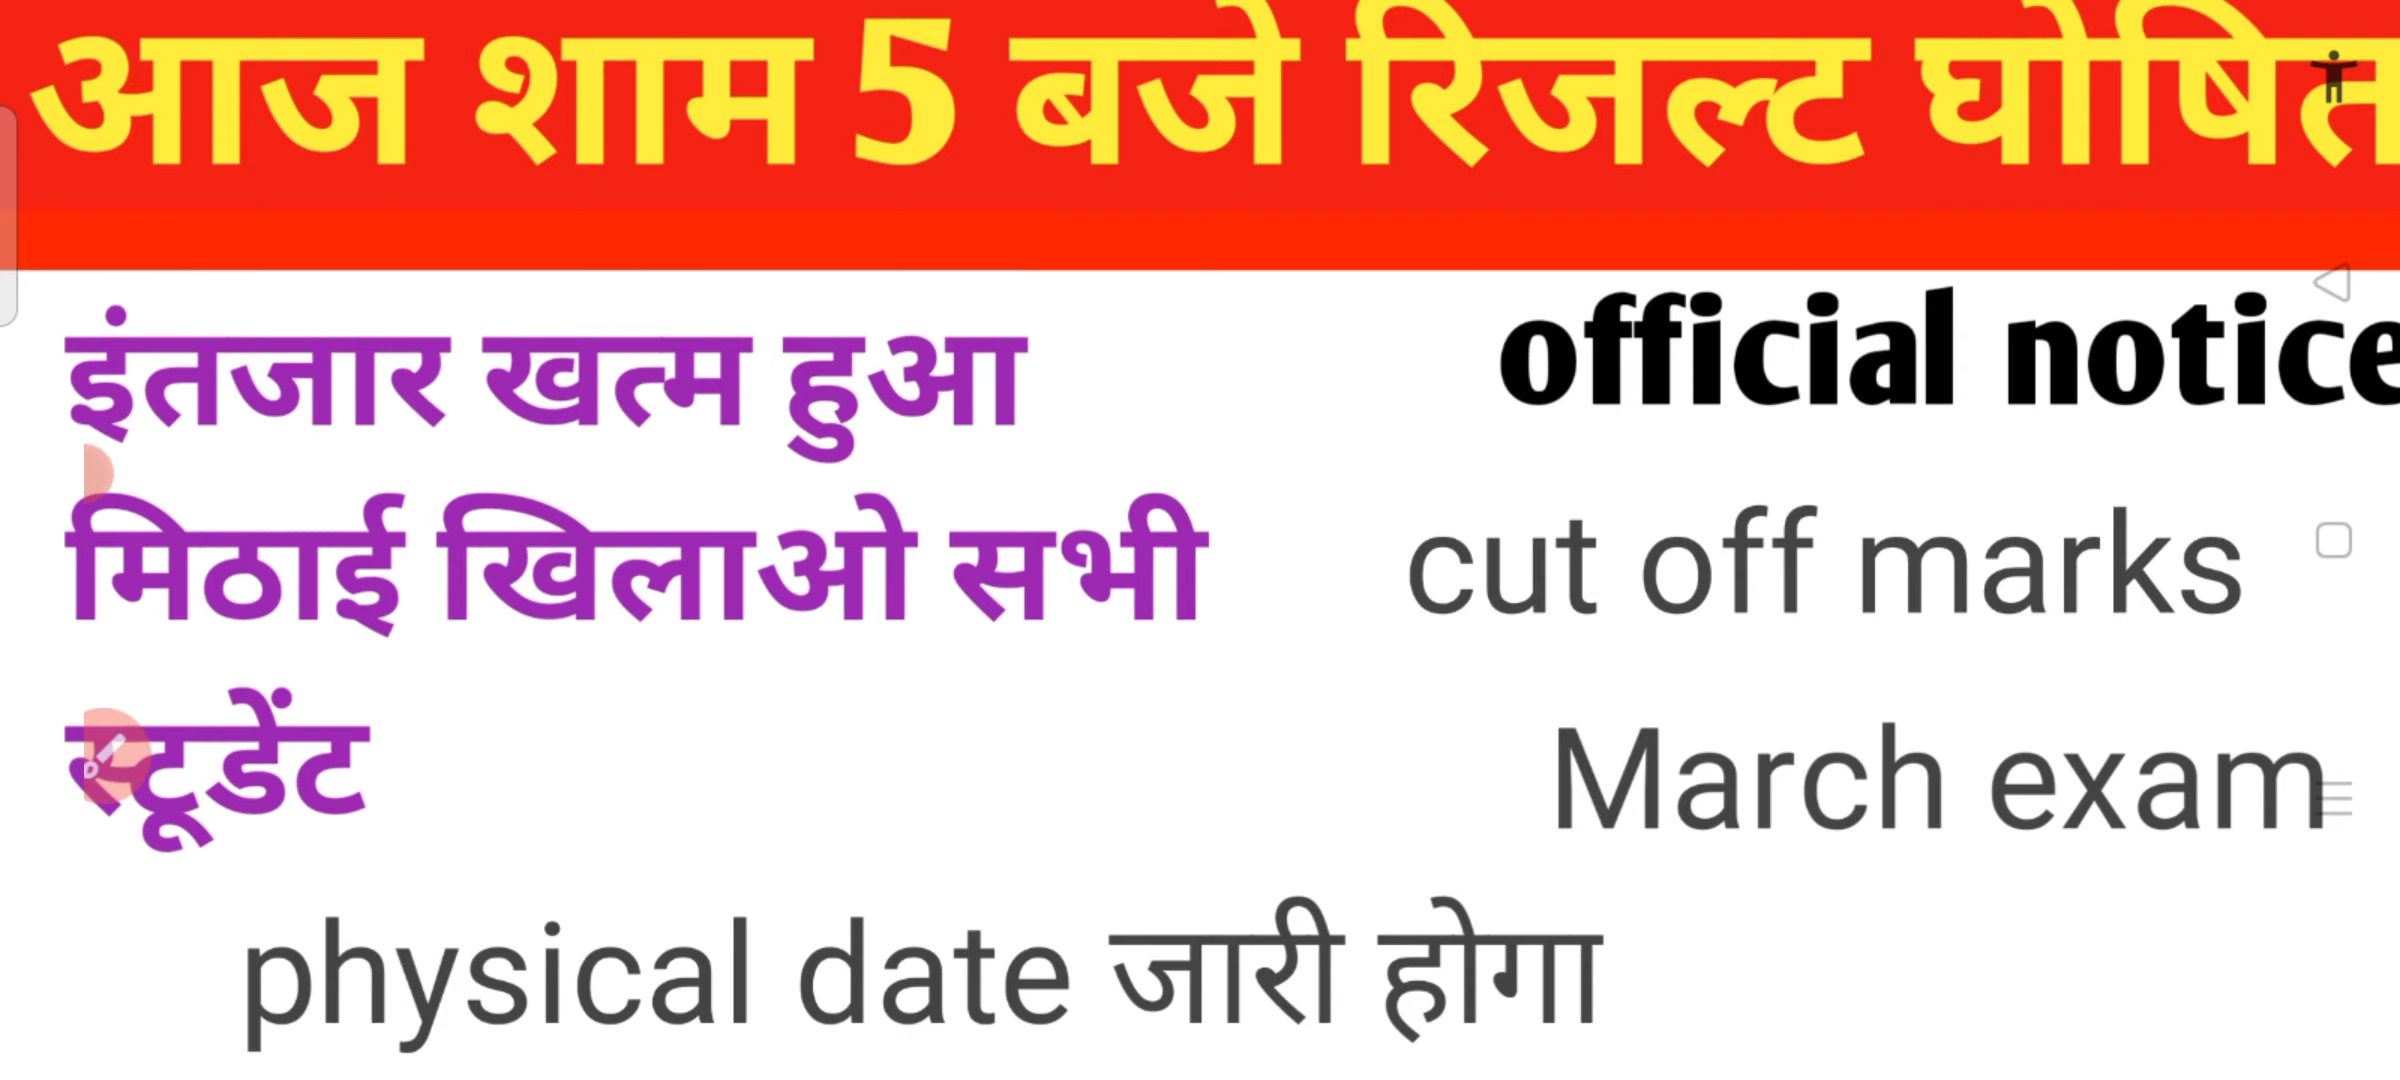 आज शाम 5 बजे रिजल्ट घोषित
इंतजार खत्म हुआ
मिठाई खिलाओ सभी
स्टूडेंट
official notice
cut off marks
March exam
physical date जारी होगा